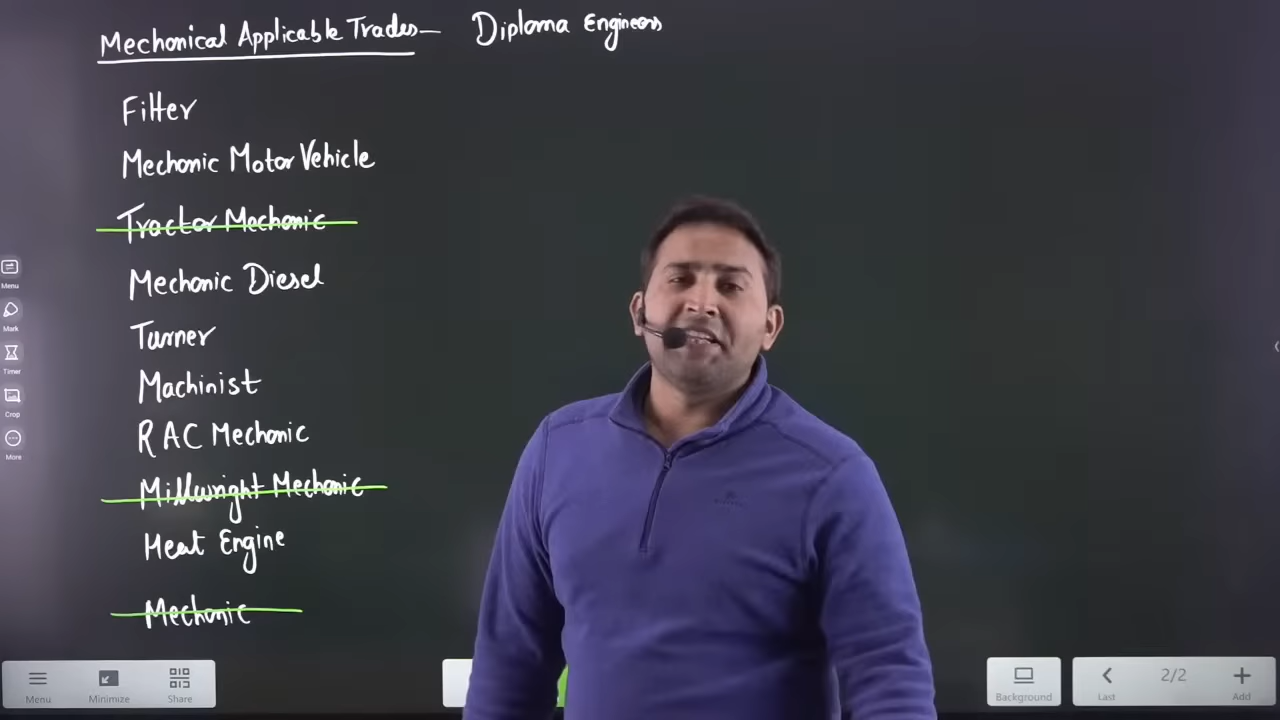 Mechanical Applicable Trades— Diploma Engineers
Fitter
Mechanic Motor Vehicle
Tractor Mechanic
Mechanic Diesel
Turner
Machinist
RAC Mechanic
Millwright Mechanic
Heat Engine
Mechanic
Menu
Mark
Timer
Crop
More
Menu
Minimize
Share
Background
Last
2/2
Add